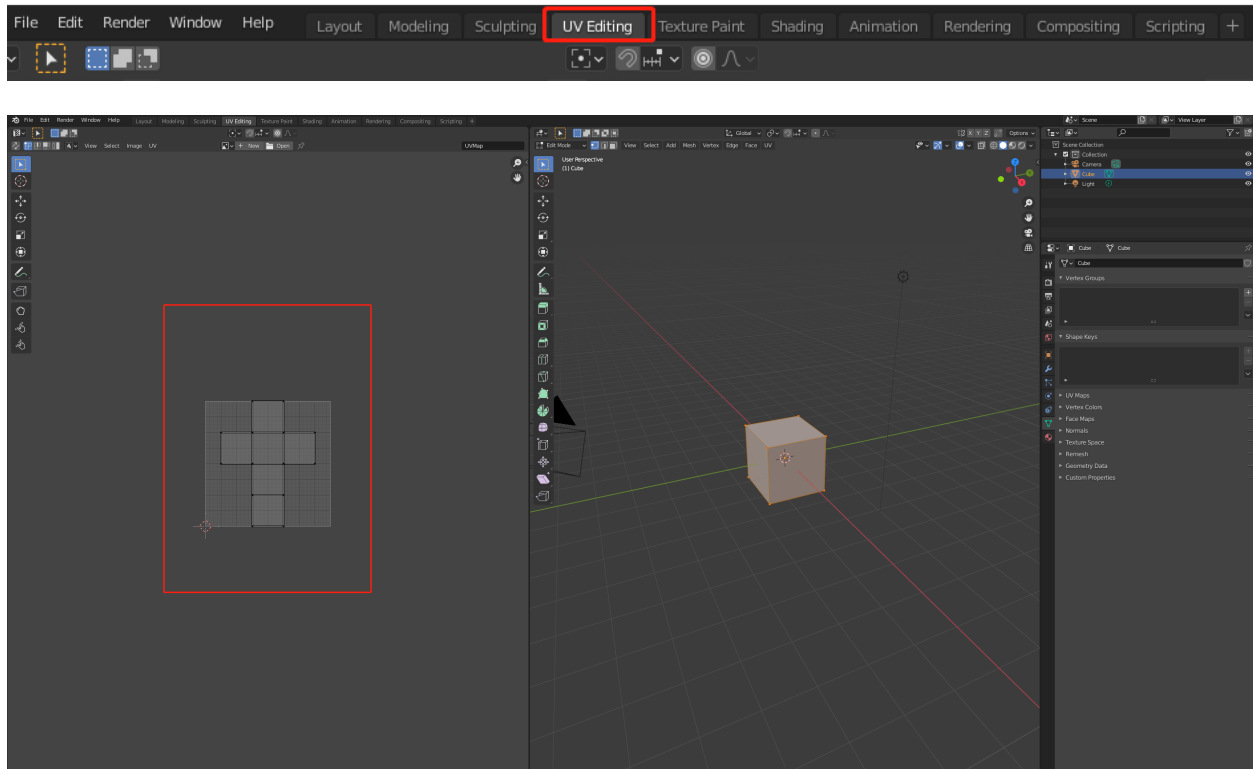 File Edit Render Window Help Layout Modeling Sculpting UV Editing Texture Paint Shading Animation Rendering Compositing Scripting +
File Edit Render Window Help Layout Modeling Sculpting UV Editing Texture Paint Shading Animation Rendering Compositing Scripting + Scene View Layer
Global X Y Z Options
View Select Image UV + New Open UVMap Edit Mode View Select Add Mesh Vertex Edge Face UV Scene Collection
User Perspective
(1) Cube
Collection
Camera
Cube
Light
Cube Cube
Cube
Vertex Groups
Shape Keys
UV Maps
Vertex Colors
Face Maps
Normals
Texture Space
Remesh
Geometry Data
Custom Properties